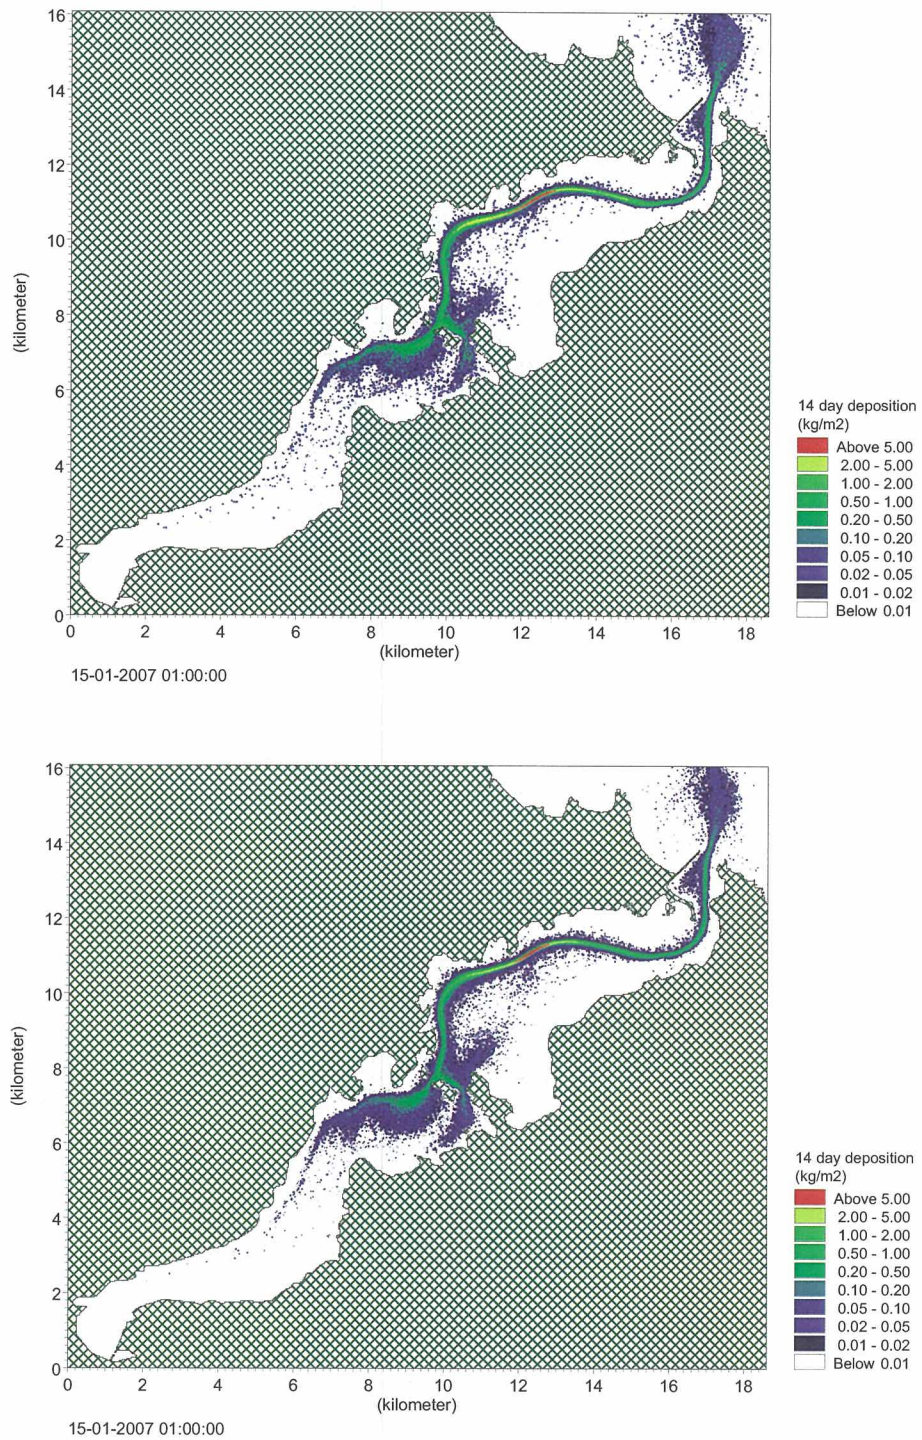 16
14
12
10
8
6
4
2
0
(kilometer)
0 2 4 6 8 10 12 14 16 18
(kilometer)
15-01-2007 01:00:00
14 day deposition
(kg/m2)
Above 5.00
2.00 - 5.00
1.00 - 2.00
0.50 - 1.00
0.20 - 0.50
0.10 - 0.20
0.05 - 0.10
0.02 - 0.05
0.01 - 0.02
Below 0.01
16
14
12
10
8
6
4
2
0
(kilometer)
0 2 4 6 8 10 12 14 16 18
(kilometer)
15-01-2007 01:00:00
14 day deposition
(kg/m2)
Above 5.00
2.00 - 5.00
1.00 - 2.00
0.50 - 1.00
0.20 - 0.50
0.10 - 0.20
0.05 - 0.10
0.02 - 0.05
0.01 - 0.02
Below 0.01